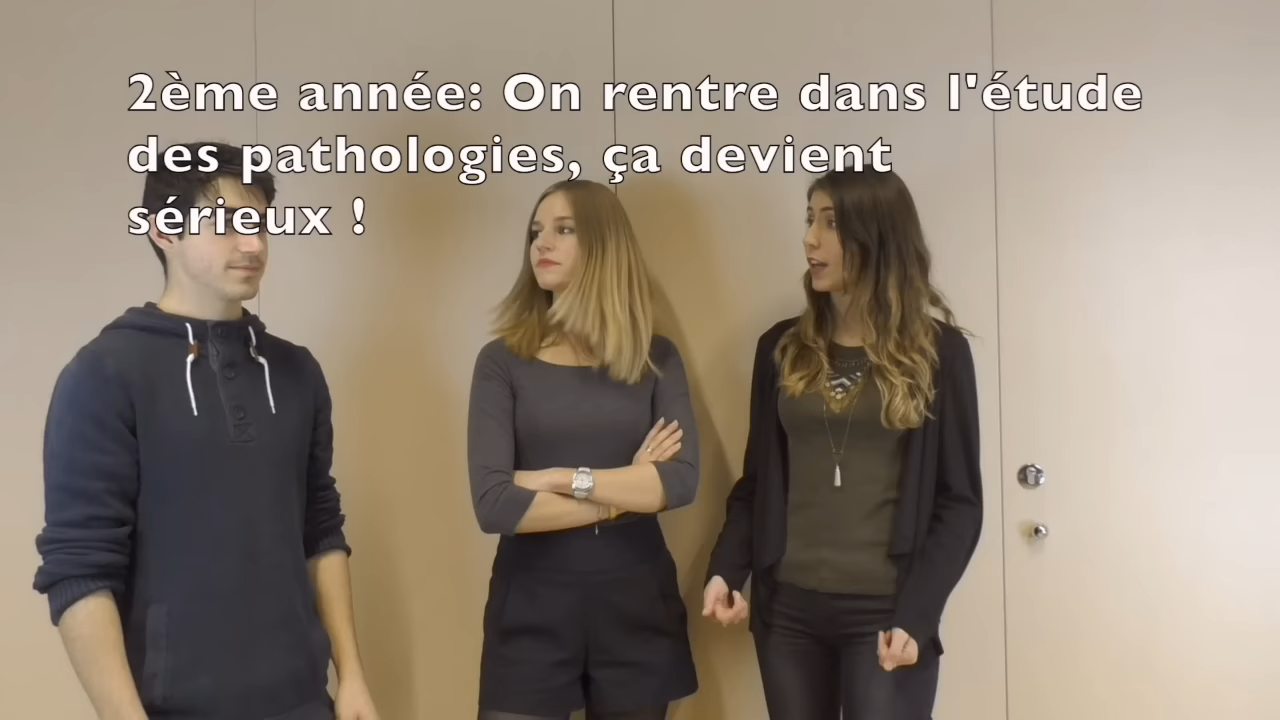 2ème année: On rentre dans l'étude
des pathologies, ça devient
sérieux !